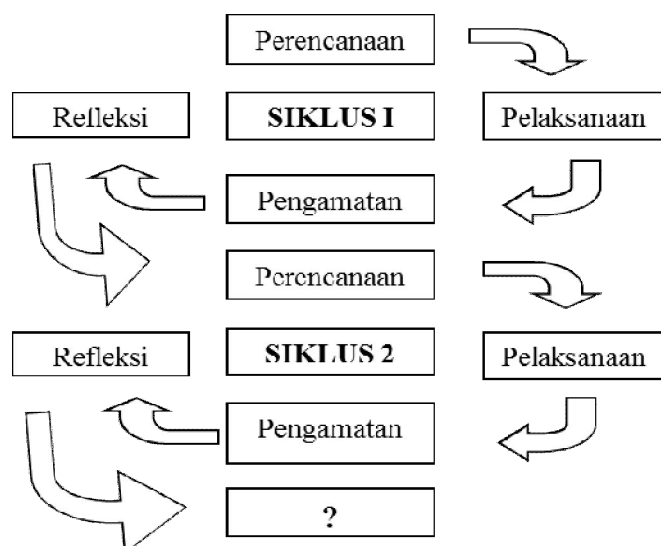 Perencanaan
Refleksi
SIKLUS I
Pelaksanaan
Pengamatan
Perencanaan
Refleksi
SIKLUS 2
Pelaksanaan
Pengamatan
?